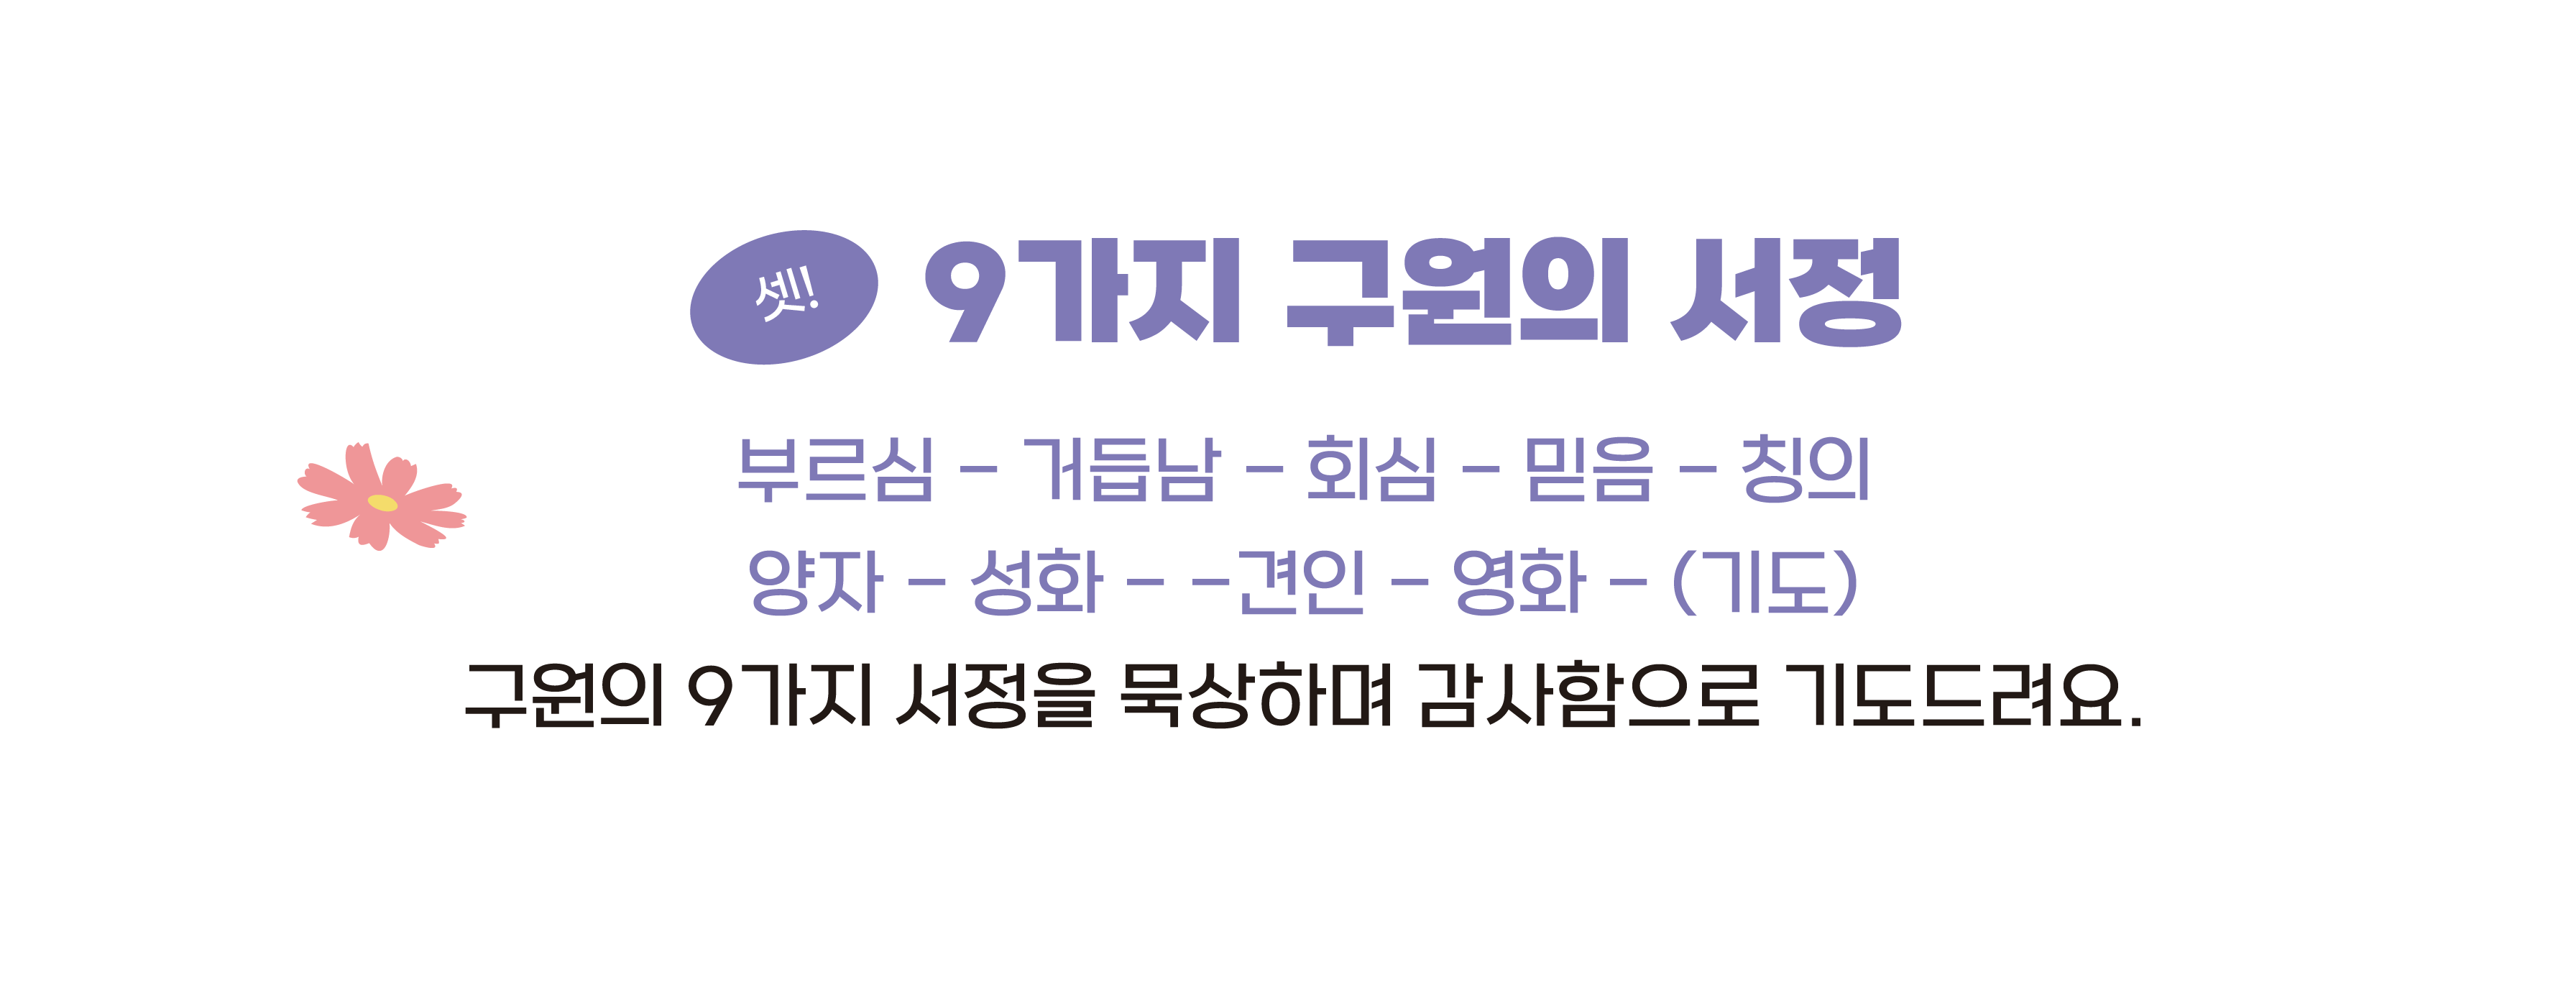 셋! 9가지 구원의 서정
부르심 - 거듭남 - 회심 - 믿음 - 칭의
양자 - 성화 - -견인 - 영화 - (기도)
구원의 9가지 서정을 묵상하며 감사함으로 기도드려요.